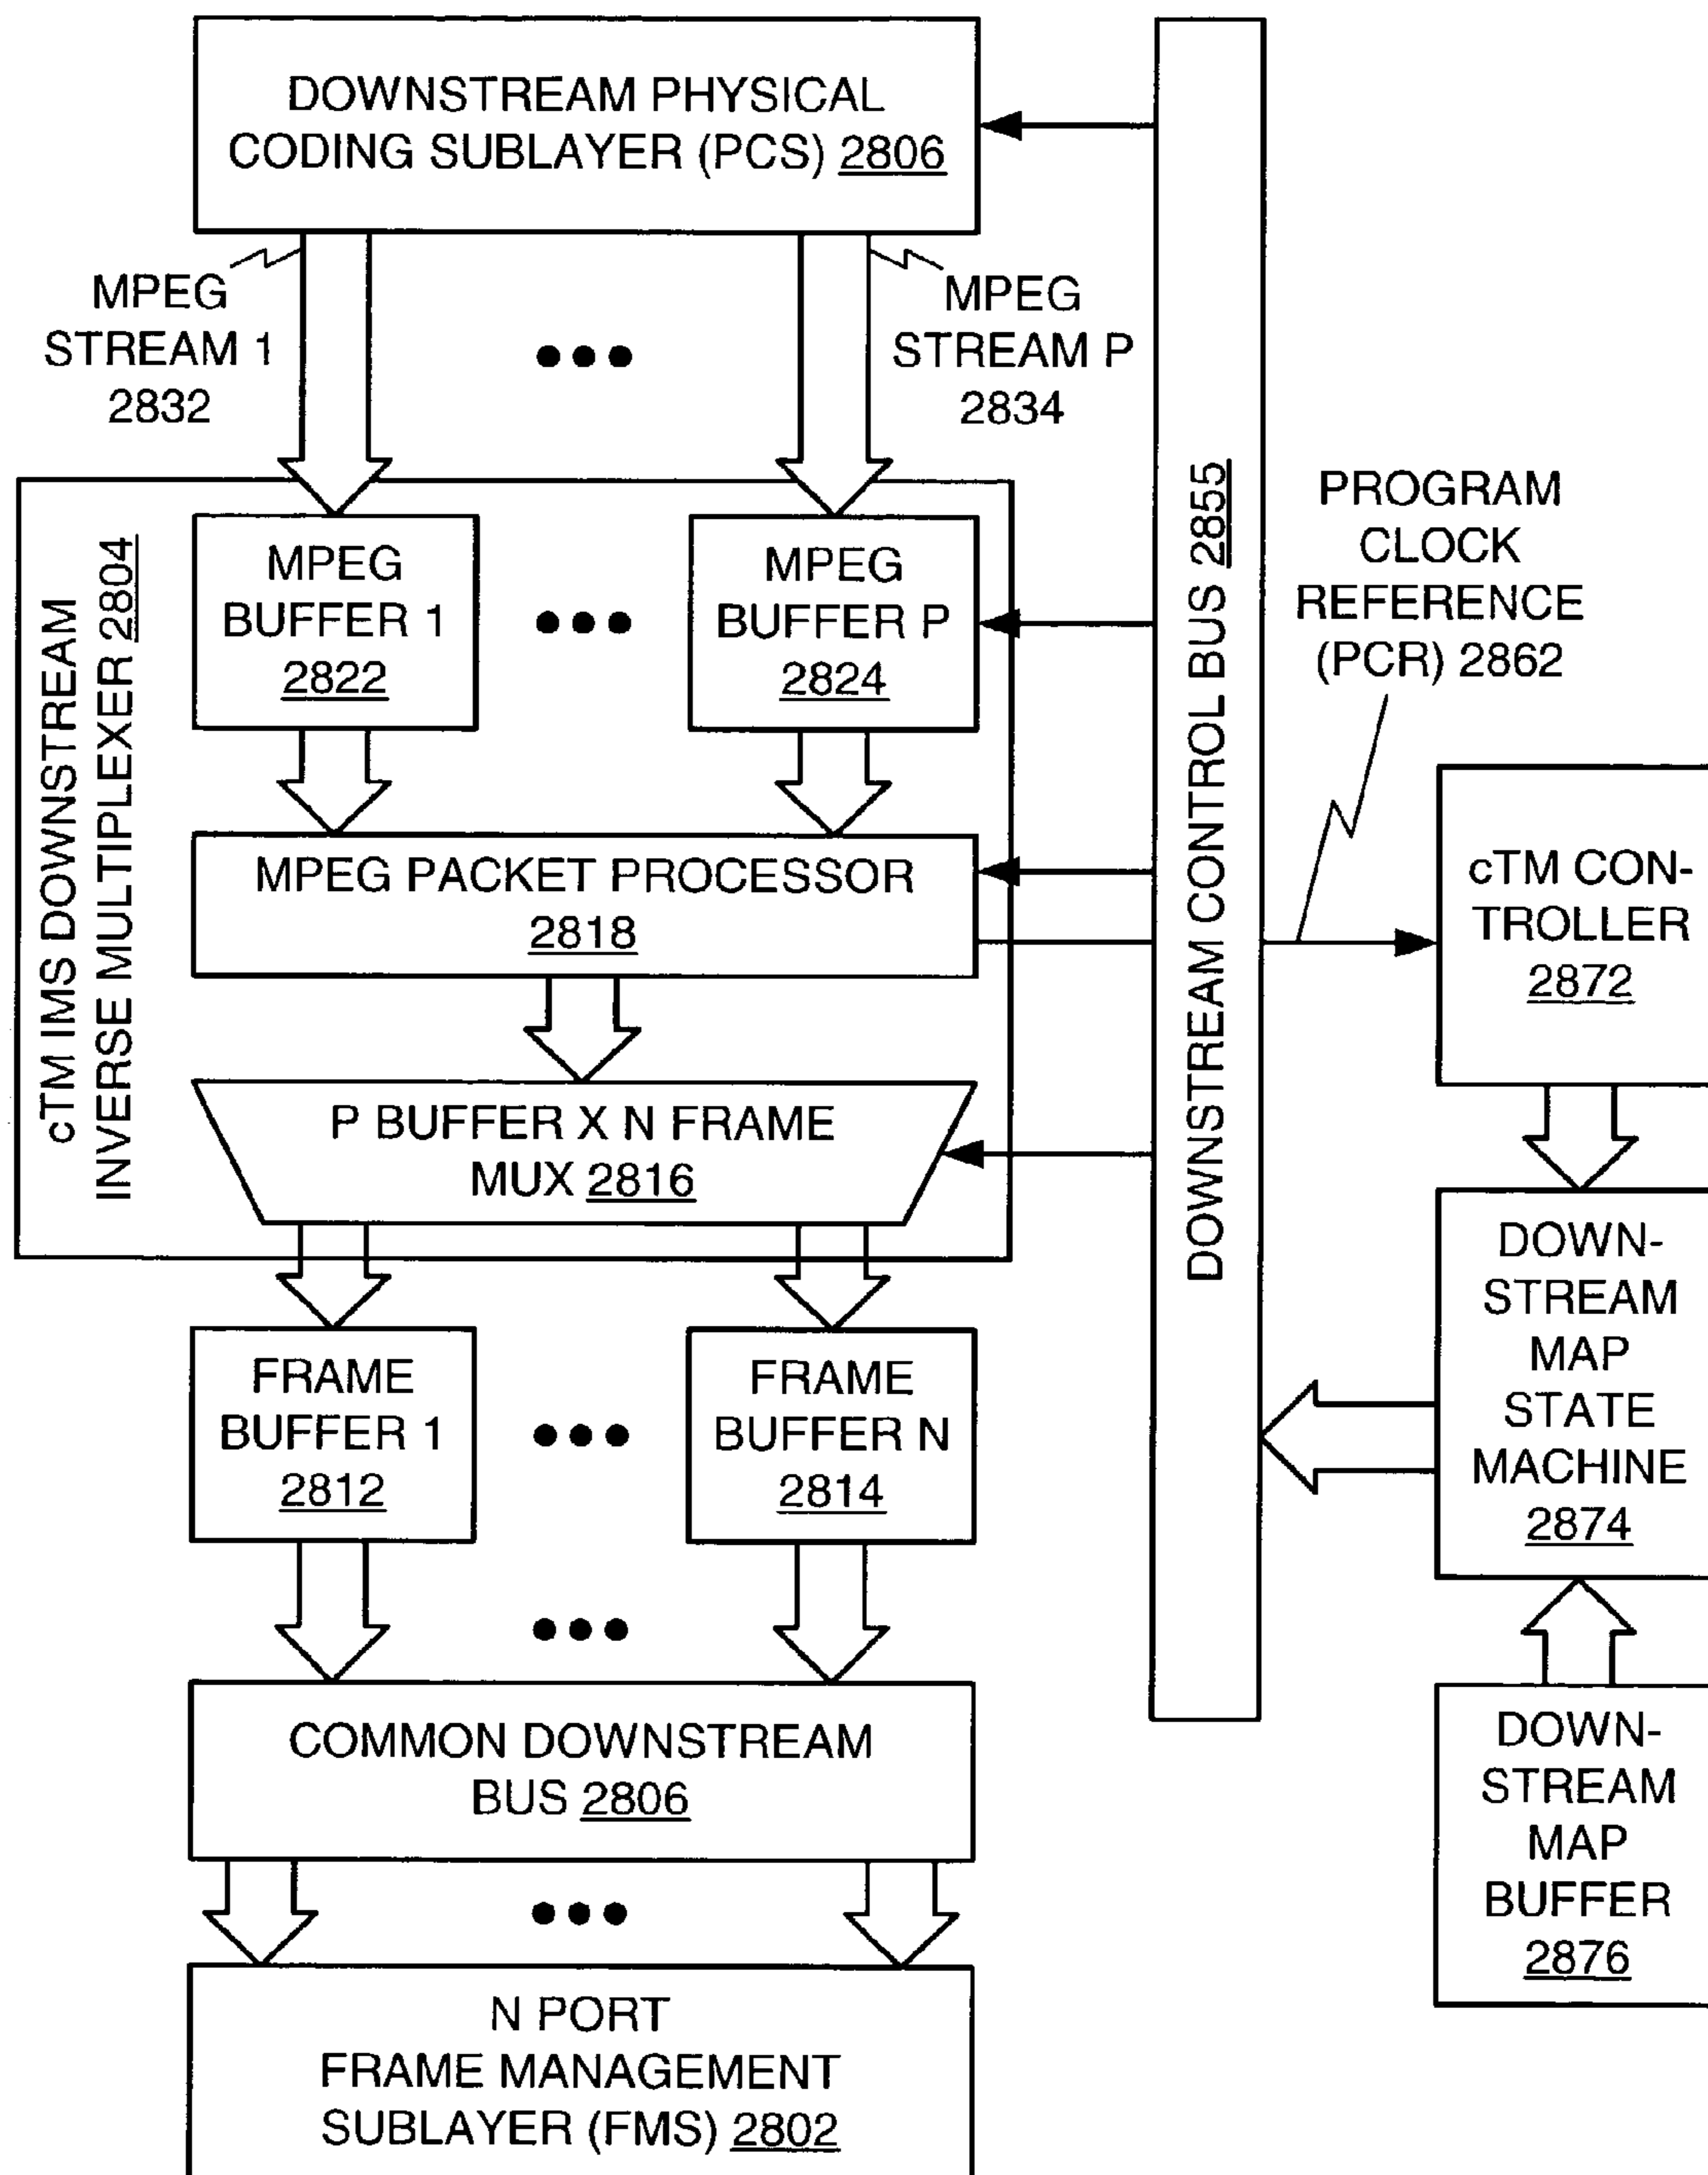 DOWNSTREAM PHYSICAL
CODING SUBLAYER (PCS) 2806
MPEG
STREAM 1
2832
MPEG
STREAM P
2834
cTM IMS DOWNSTREAM
INVERSE MULTIPLEXER 2804
MPEG
BUFFER 1
2822
MPEG
BUFFER P
2824
MPEG PACKET PROCESSOR
2818
P BUFFER X N FRAME
MUX 2816
FRAME
BUFFER 1
2812
FRAME
BUFFER N
2814
COMMON DOWNSTREAM
BUS 2806
N PORT
FRAME MANAGEMENT
SUBLAYER (FMS) 2802
DOWNSTREAM CONTROL BUS 2855
PROGRAM
CLOCK
REFERENCE
(PCR) 2862
cTM CON-
TROLLER
2872
DOWN-
STREAM
MAP
STATE
MACHINE
2874
DOWN-
STREAM
MAP
BUFFER
2876